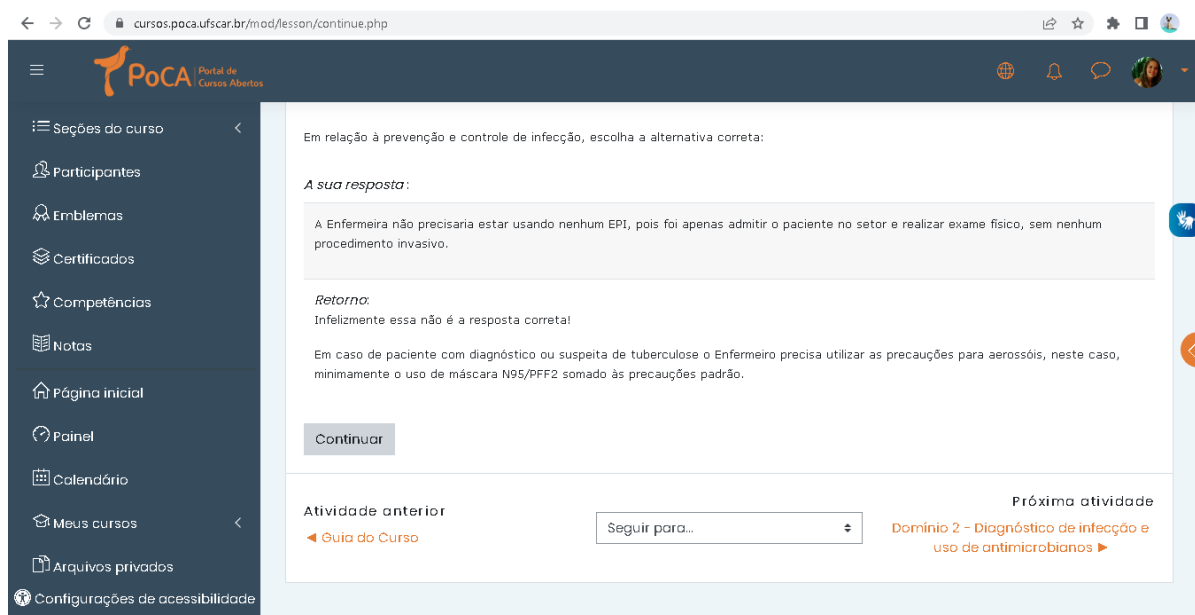 cursos.poca.ufscar.br/mod/lesson/continue.php
PoCA Portal de
Cursos Abertos
Seções do curso
Participantes
Emblemas
Certificados
Competências
Notas
Página inicial
Painel
Calendário
Meus cursos
Arquivos privados
Configurações de acessibilidade
Em relação à prevenção e controle de infecção, escolha a alternativa correta:
A sua resposta :
A Enfermeira não precisaria estar usando nenhum EPI, pois foi apenas admitir o paciente no setor e realizar exame físico, sem nenhum
procedimento invasivo.
Retorno:
Infelizmente essa não é a resposta correta!
Em caso de paciente com diagnóstico ou suspeita de tuberculose o Enfermeiro precisa utilizar as precauções para aerossóis, neste caso,
minimamente o uso de máscara N95/PFF2 somado às precauções padrão.
Continuar
Atividade anterior
◄ Guia do Curso
Seguir para...
Próxima atividade
Domínio 2 - Diagnóstico de infecção e
uso de antimicrobianos ►